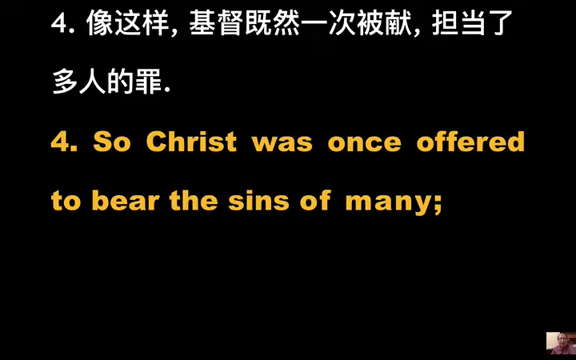 4. 像这样, 基督既然一次被献, 担当了
多人的罪.
4. So Christ was once offered
to bear the sins of many;